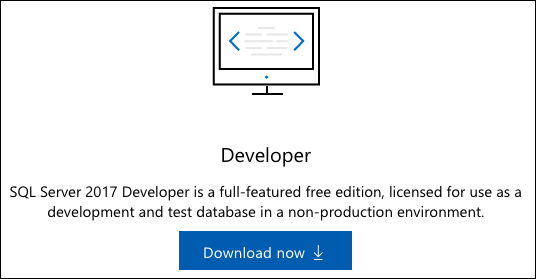 Developer
SQL Server 2017 Developer is a full-featured free edition, licensed for use as a
development and test database in a non-production environment.
Download now